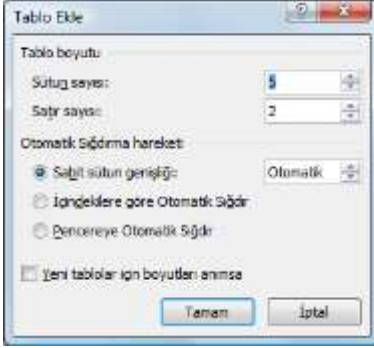 Tablo Ekle
Tablo boyutu
Sütun sayısı: 5
Satır sayısı: 2
Otomatik Sığdırma hareketi
Sabit sütun genişliği: Otomatik
İçindekilere göre Otomatik Sığdır
Pencereye Otomatik Sığdır
Yeni tablolar için boyutları anımsa
Tamam İptal